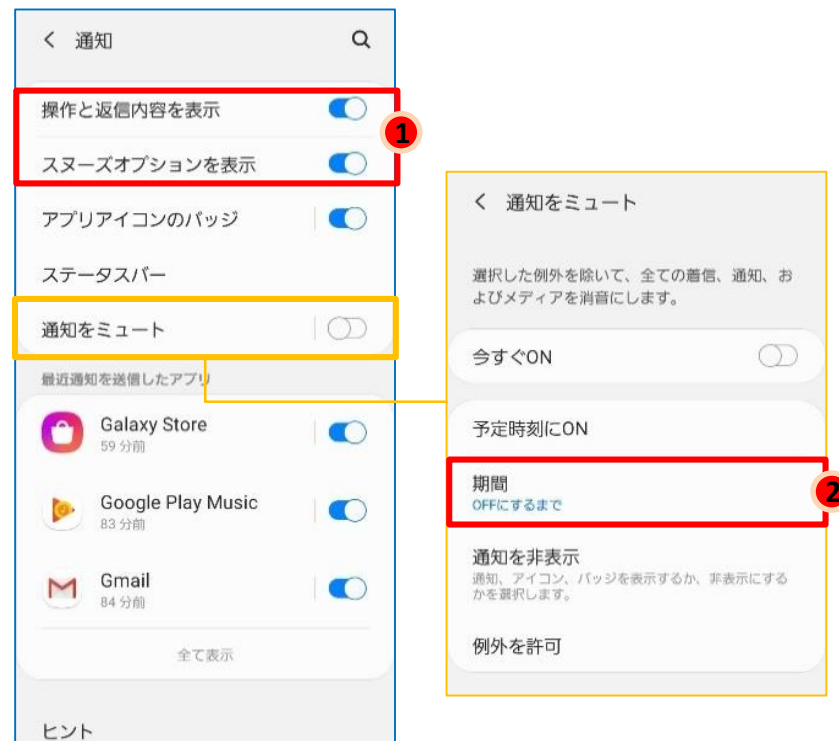 通知
操作と返信内容を表示
1
スヌーズオプションを表示
アプリアイコンのバッジ
ステータスバー
通知をミュート
最近通知を送信したアプリ
Galaxy Store
59 分前
Google Play Music
83 分前
Gmail
84 分前
全て表示
ヒント
通知をミュート
選択した例外を除いて、全ての着信、通知、お
よびメディアを消音にします。
今すぐON
予定時刻にON
期間
OFFにするまで
2
通知を非表示
通知、アイコン、バッジを表示するか、非表示にする
かを選択します。
例外を許可